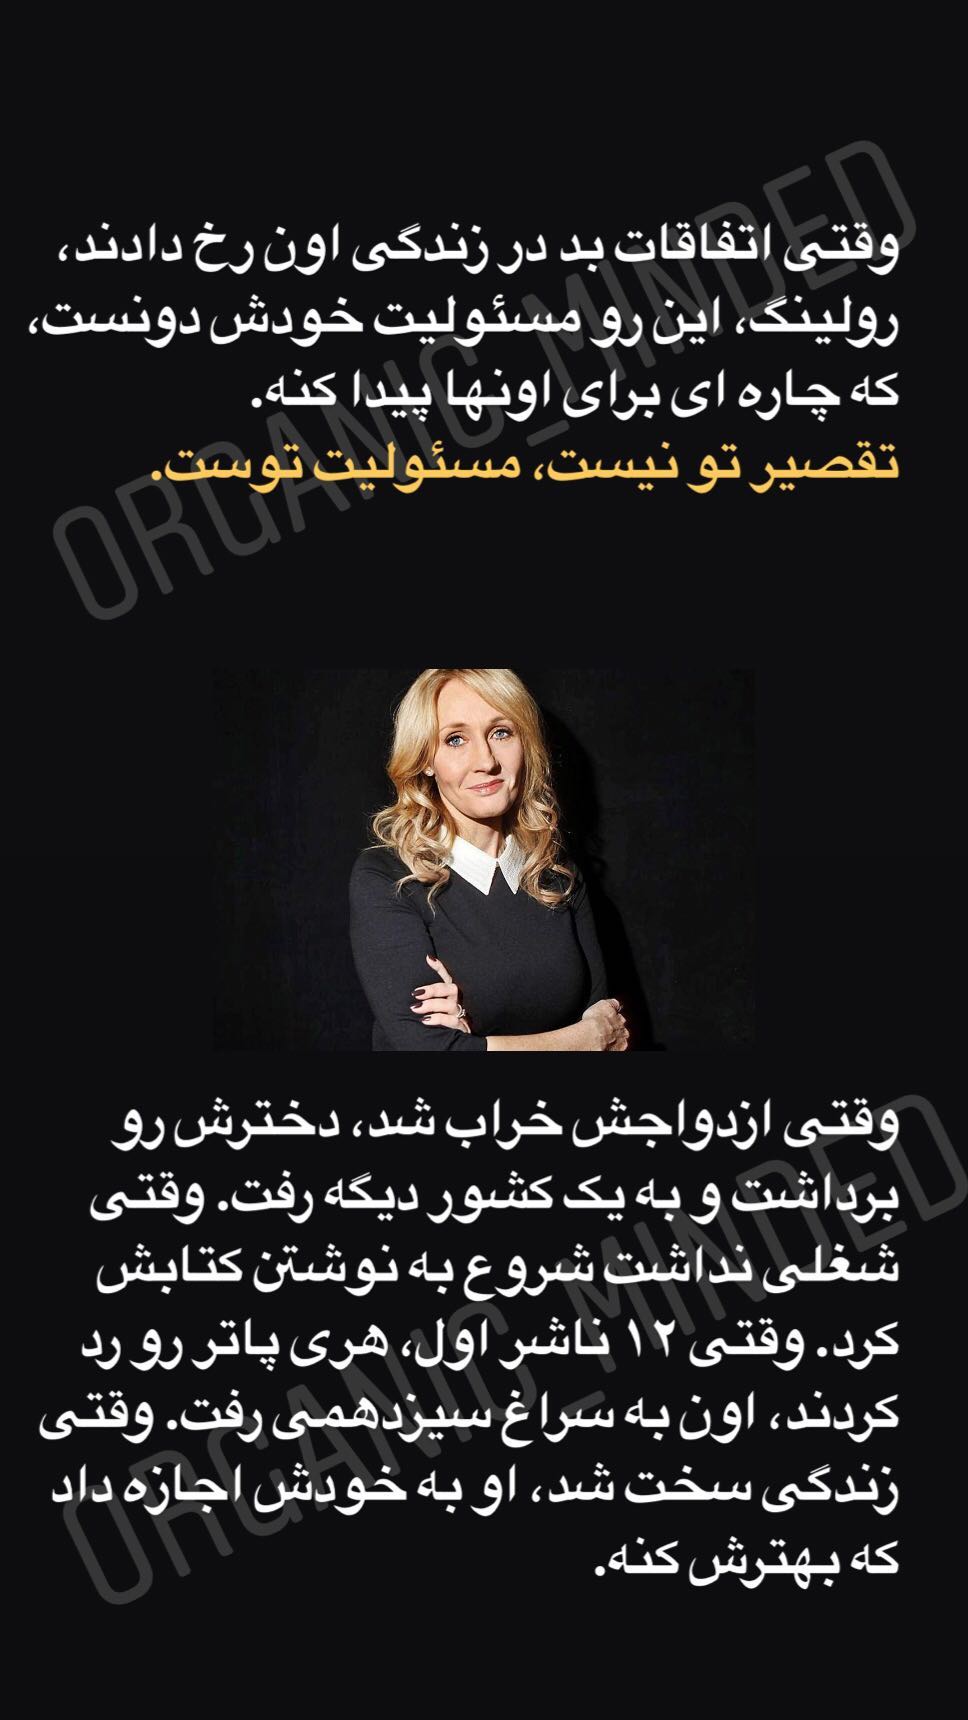 وقتی اتفاقات بد در زندگی اون رخ دادند،
رولینگ، این رو مسئولیت خودش دونست،
که چاره ای برای اونها پیدا کنه.
تقصیر تو نیست، مسئولیت توست.
ORGANIC_MINDED
وقتی ازدواجش خراب شد، دخترش رو
برداشت و به یک کشور دیگه رفت. وقتی
شغلی نداشت شروع به نوشتن کتابش
کرد. وقتی ۱۲ ناشر اول، هری پاتر رو رد
کردند، اون به سراغ سیزدهمی رفت. وقتی
زندگی سخت شد، او به خودش اجازه داد
که بهترش کنه.
ORGANIC_MINDED